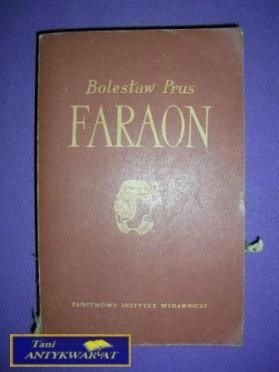 Bolesław Prus
FARAON
PAŃSTWOWY INSTYTUT WYDAWNICZY
Tani
ANTYKWARIAT